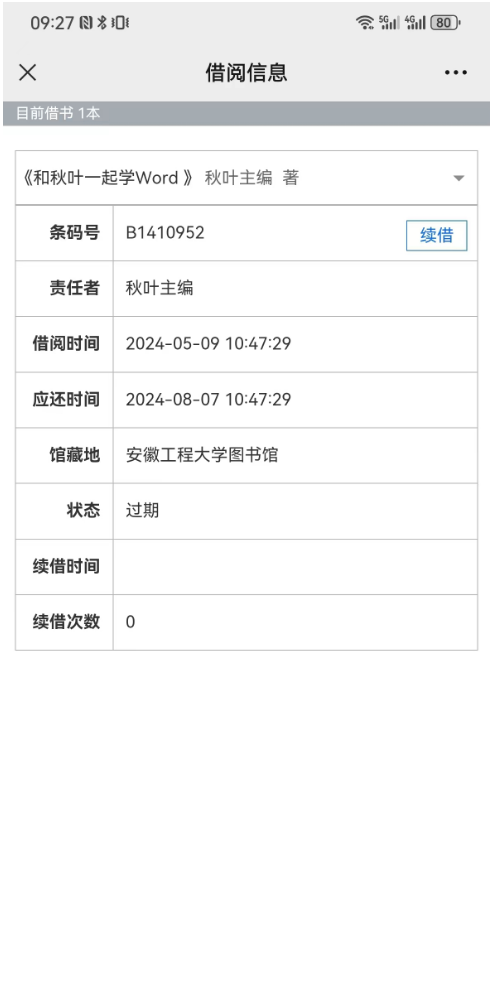 09:27
5G 4G 80
借阅信息
目前借书 1本
《和秋叶一起学Word 》 秋叶主编 著
条码号 B1410952 续借
责任者 秋叶主编
借阅时间 2024-05-09 10:47:29
应还时间 2024-08-07 10:47:29
馆藏地 安徽工程大学图书馆
状态 过期
续借时间
续借次数 0